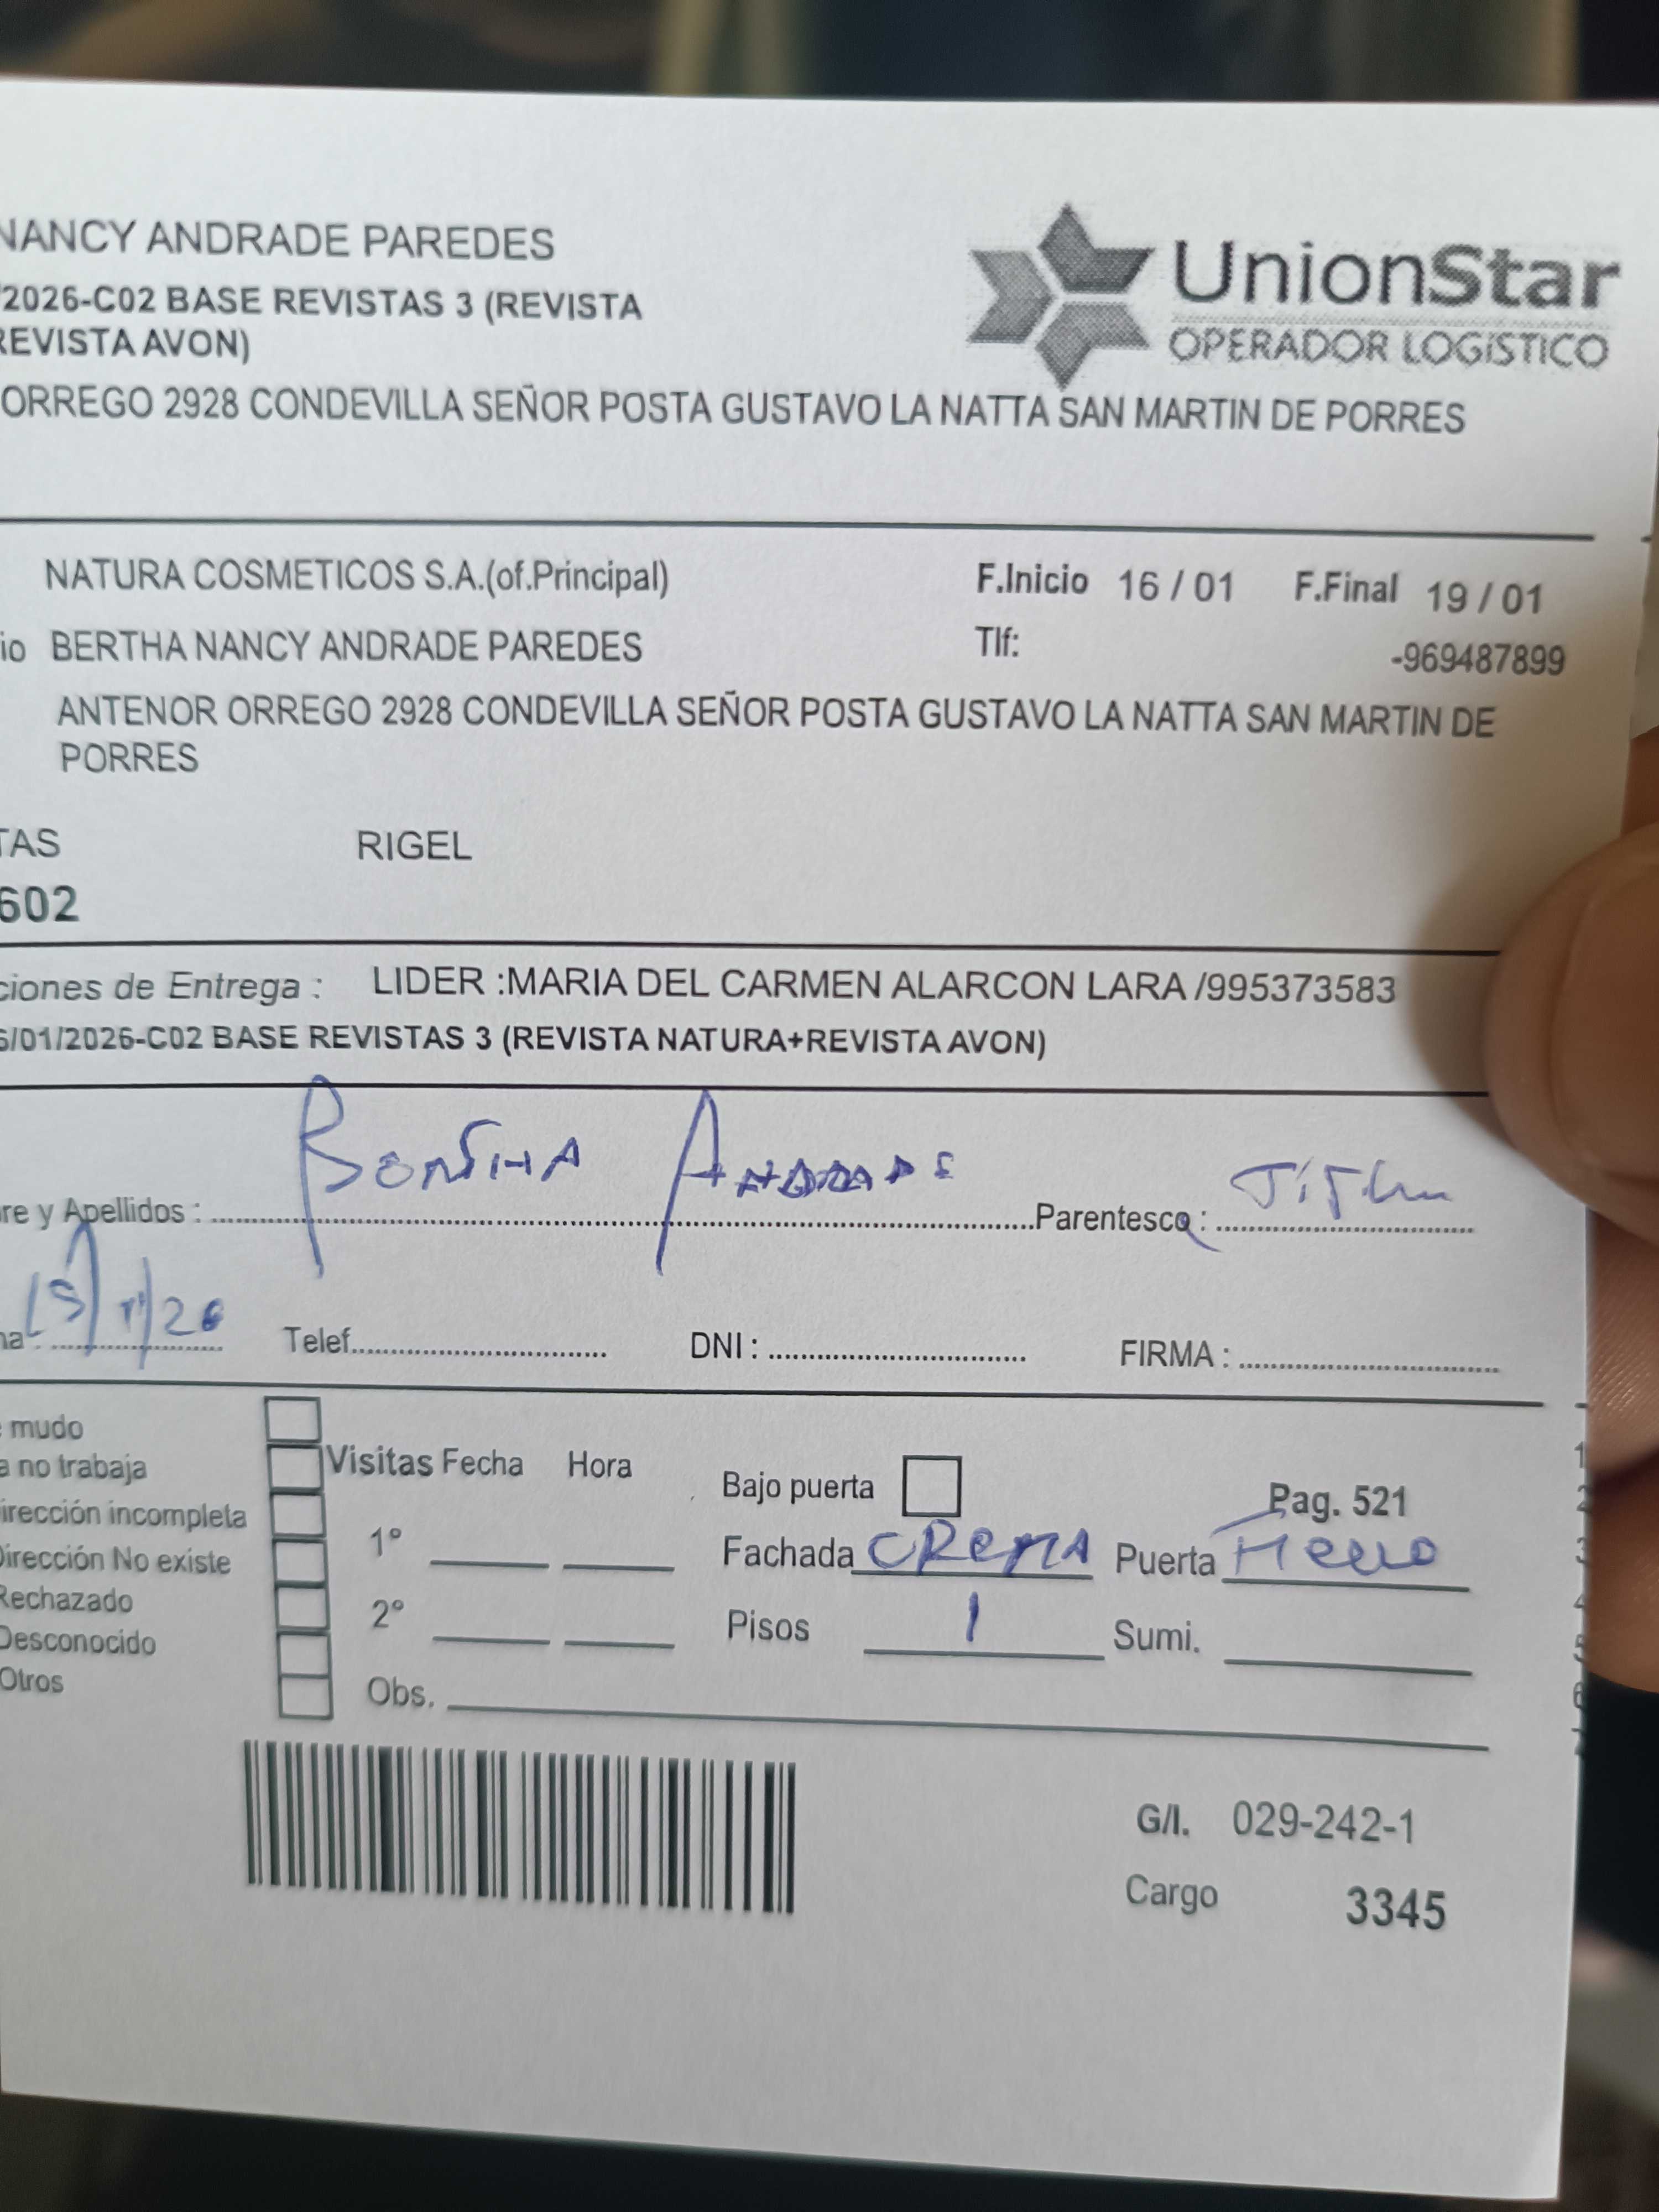 NANCY ANDRADE PAREDES
UnionStar
OPERADOR LOGíSTICO
/2026-C02 BASE REVISTAS 3 (REVISTA
REVISTA AVON)
ORREGO 2928 CONDEVILLA SEÑOR POSTA GUSTAVO LA NATTA SAN MARTIN DE PORRES
NATURA COSMETICOS S.A.(of.Principal) F.Inicio 16 / 01 F.Final 19 / 01
io BERTHA NANCY ANDRADE PAREDES Tlf: -969487899
ANTENOR ORREGO 2928 CONDEVILLA SEÑOR POSTA GUSTAVO LA NATTA SAN MARTIN DE
PORRES
TAS RIGEL
602
ciones de Entrega : LIDER :MARIA DEL CARMEN ALARCON LARA /995373583
6/01/2026-C02 BASE REVISTAS 3 (REVISTA NATURA+REVISTA AVON)
re y Apellidos : ANDRADE Parentesco :
Telef. DNI : FIRMA :
mudo
a no trabaja Visitas Fecha Hora Bajo puerta Pag. 521
irección incompleta
Dirección No existe 1° Fachada CREMA Puerta
Rechazado
Desconocido 2° Pisos 1 Sumi.
Otros Obs.
G/I. 029-242-1
Cargo 3345